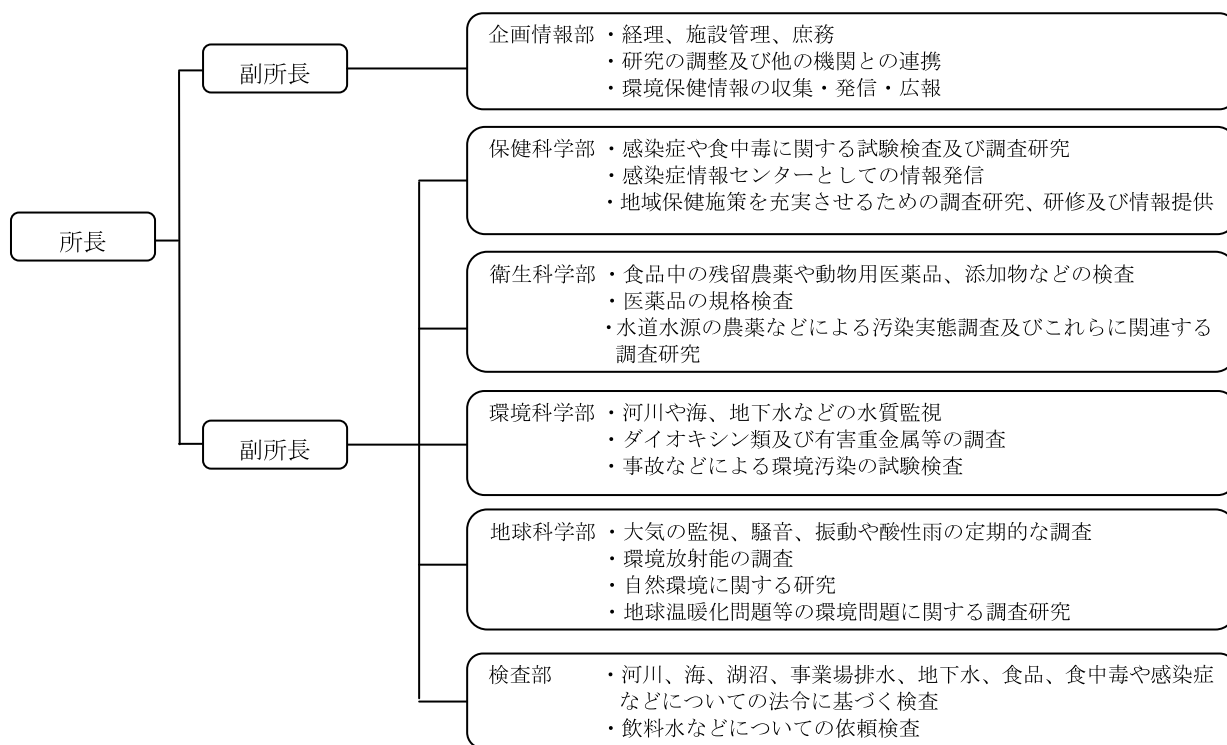 企画情報部 ・経理、施設管理、庶務
・研究の調整及び他の機関との連携
・環境保健情報の収集・発信・広報
副所長
保健科学部 ・感染症や食中毒に関する試験検査及び調査研究
・感染症情報センターとしての情報発信
・地域保健施策を充実させるための調査研究、研修及び情報提供
所長
衛生科学部 ・食品中の残留農薬や動物用医薬品、添加物などの検査
・医薬品の規格検査
・水道水源の農薬などによる汚染実態調査及びこれらに関連する
調査研究
環境科学部 ・河川や海、地下水などの水質監視
・ダイオキシン類及び有害重金属等の調査
・事故などによる環境汚染の試験検査
副所長
地球科学部 ・大気の監視、騒音、振動や酸性雨の定期的な調査
・環境放射能の調査
・自然環境に関する研究
・地球温暖化問題等の環境問題に関する調査研究
検査部 ・河川、海、湖沼、事業場排水、地下水、食品、食中毒や感染症
などについての法令に基づく検査
・飲料水などについての依頼検査